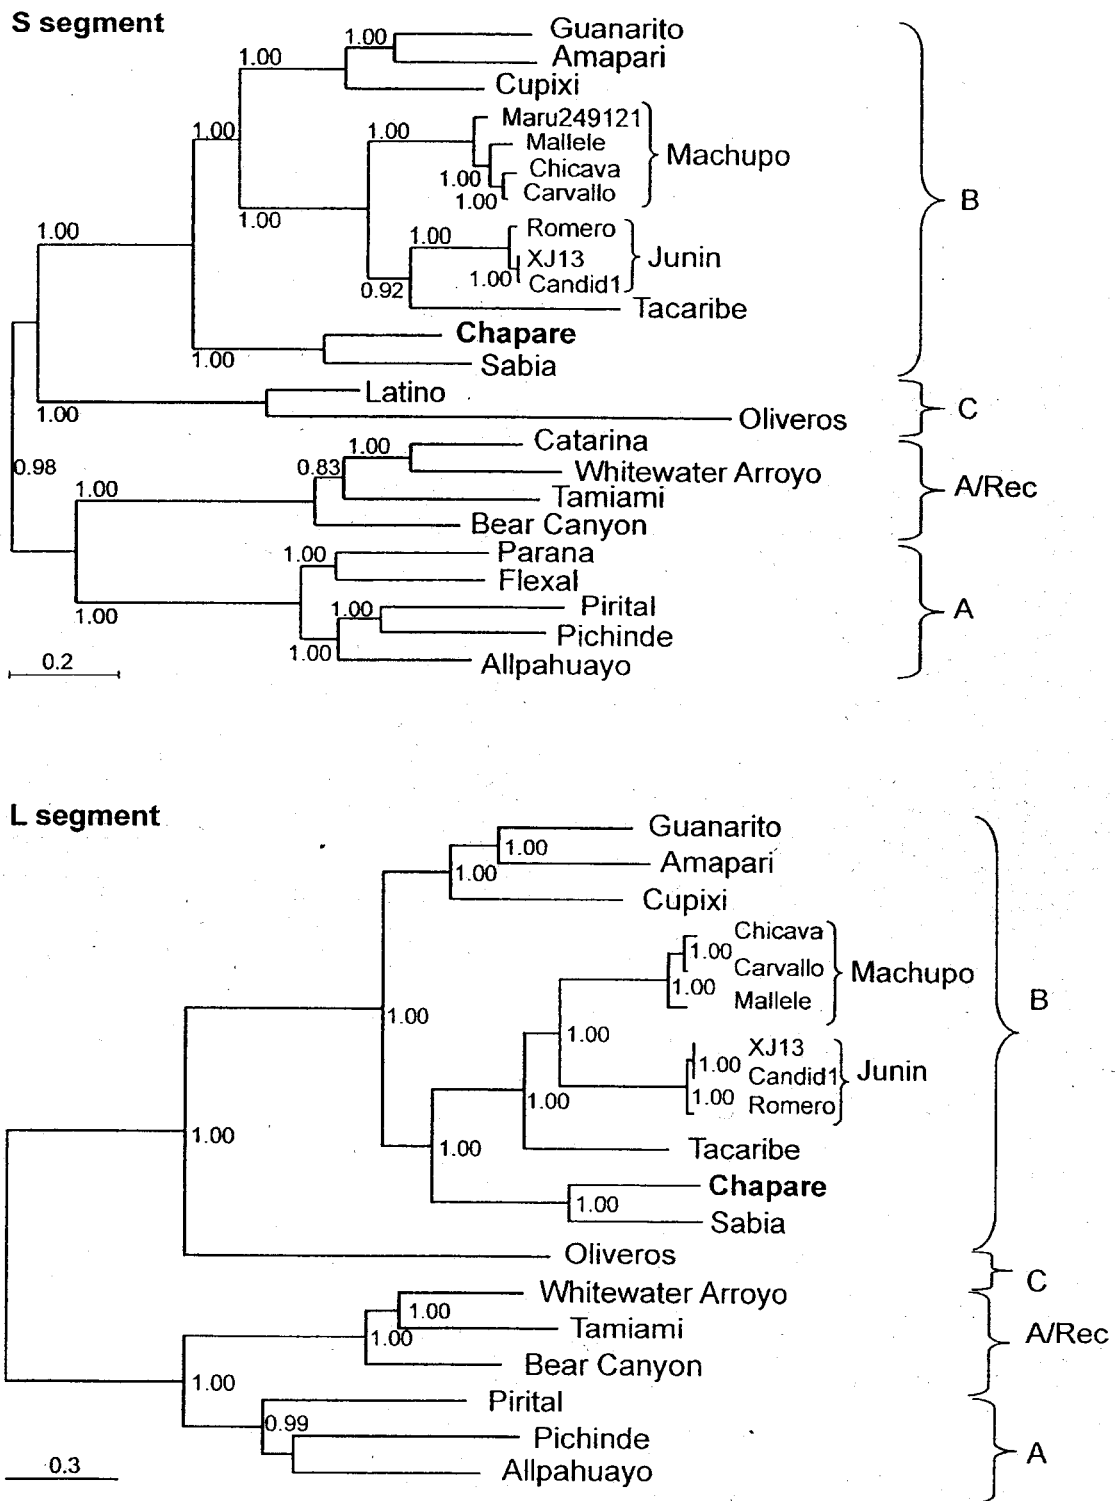 S segment
1.00 Guanarito
1.00 Amapari
Cupixi
1.00 1.00 Maru249121
Mallele Machupo
1.00 Chicava
1.00 Carvallo
B
1.00 1.00 Romero
1.00 XJ13 Junin
0.92 1.00 Candid1
Tacaribe
Chapare
1.00 Sabia
Latino
1.00 Oliveros C
0.98 1.00 Catarina
0.83 Whitewater Arroyo A/Rec
1.00 Tamiami
Bear Canyon
1.00 Parana
Flexal
1.00 1.00 Pirital A
Pichinde
0.2 1.00 Allpahuayo
L segment
Guanarito
1.00
1.00 Amapari
Cupixi
Chicava
1.00 Carvallo Machupo
1.00 Mallele
B
1.00 1.00
XJ13
1.00 Candid1 Junin
1.00 1.00 Romero
1.00 1.00 Tacaribe
Chapare
1.00 Sabia
Oliveros
C
Whitewater Arroyo
1.00
1.00 Tamiami A/Rec
Bear Canyon
1.00 Pirital
0.99
Pichinde
A
0.3 Allpahuayo